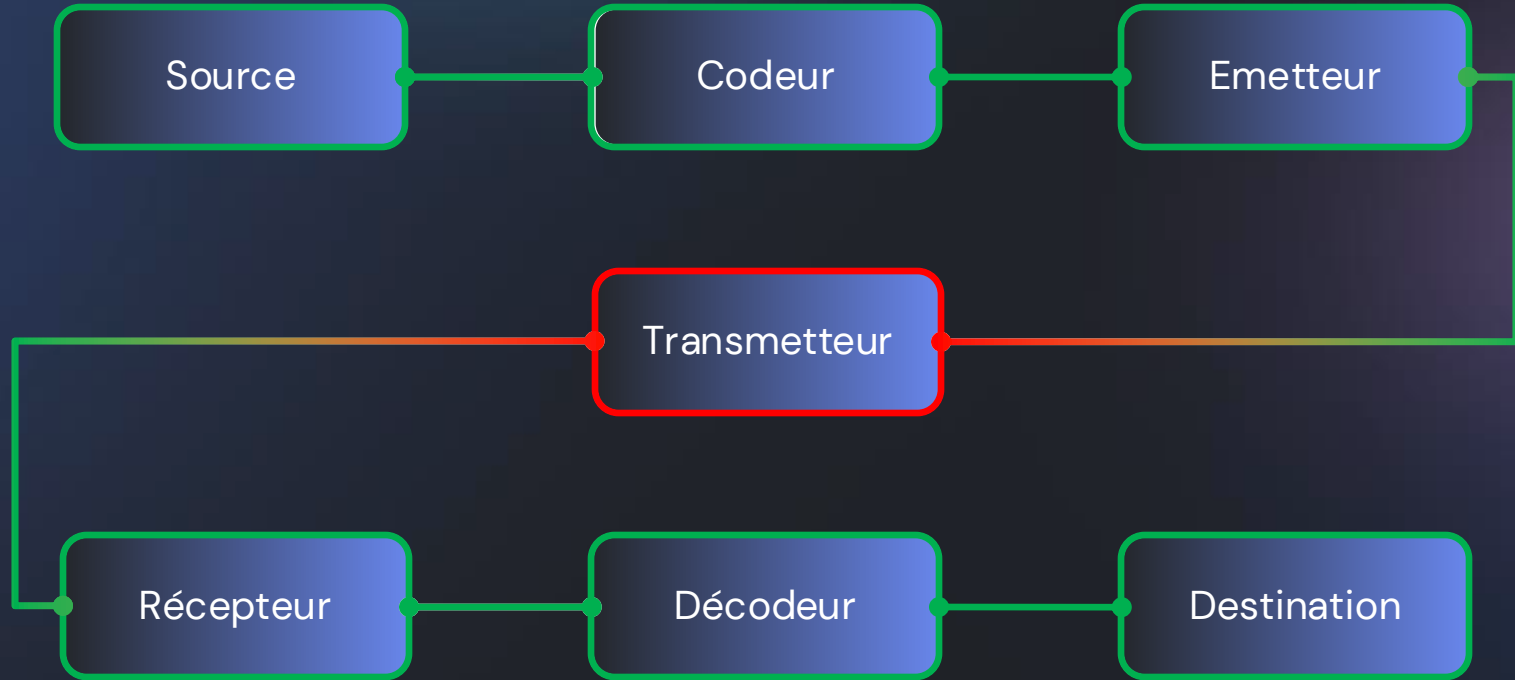 Source
Codeur
Emetteur
Transmetteur
Récepteur
Décodeur
Destination